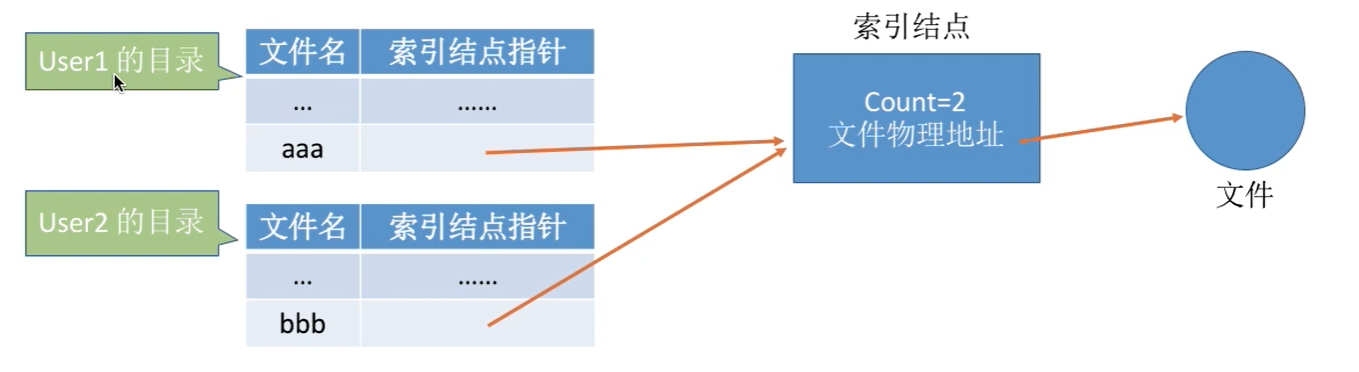 索引结点
User1 的目录
文件名 索引结点指针
... ......
aaa
Count=2
文件物理地址
文件
User2 的目录
文件名 索引结点指针
... ......
bbb